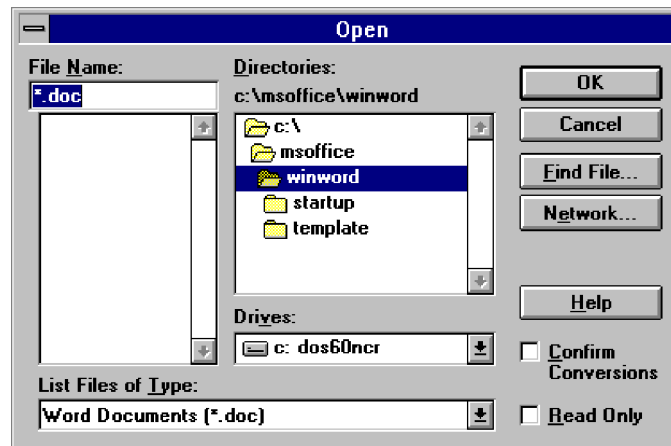 Open
File Name:
*.doc
Directories:
c:\msoffice\winword
c:\
msoffice
winword
startup
template
Drives:
c: dos60ncr
List Files of Type:
Word Documents (*.doc)
OK
Cancel
Find File...
Network...
Help
Confirm
Conversions
Read Only